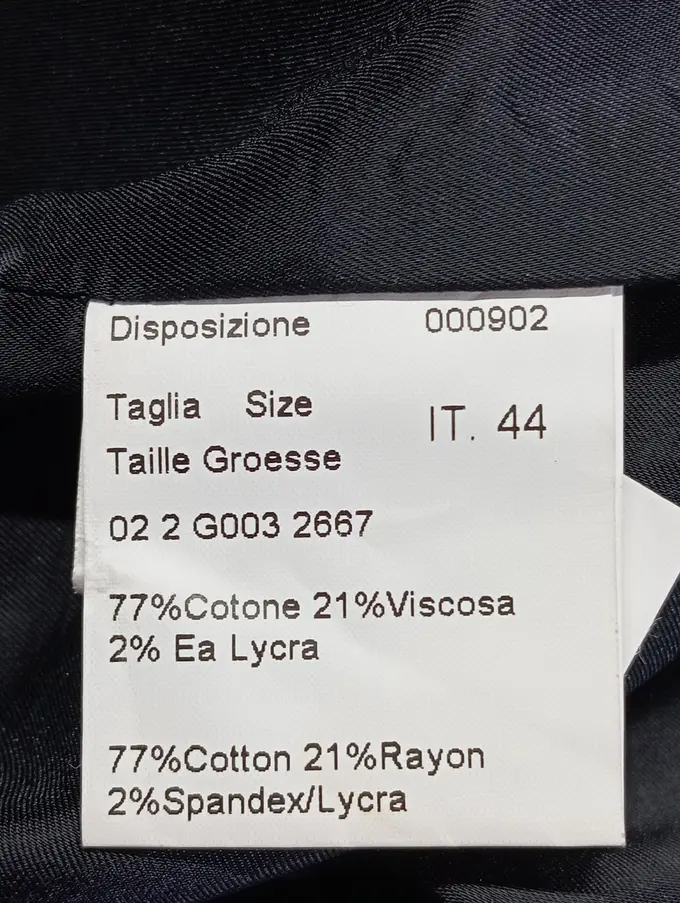 Disposizione 000902
Taglia Size
IT. 44
Taille Groesse
02 2 G003 2667
77%Cotone 21%Viscosa
2% Ea Lycra
77%Cotton 21%Rayon
2%Spandex/Lycra